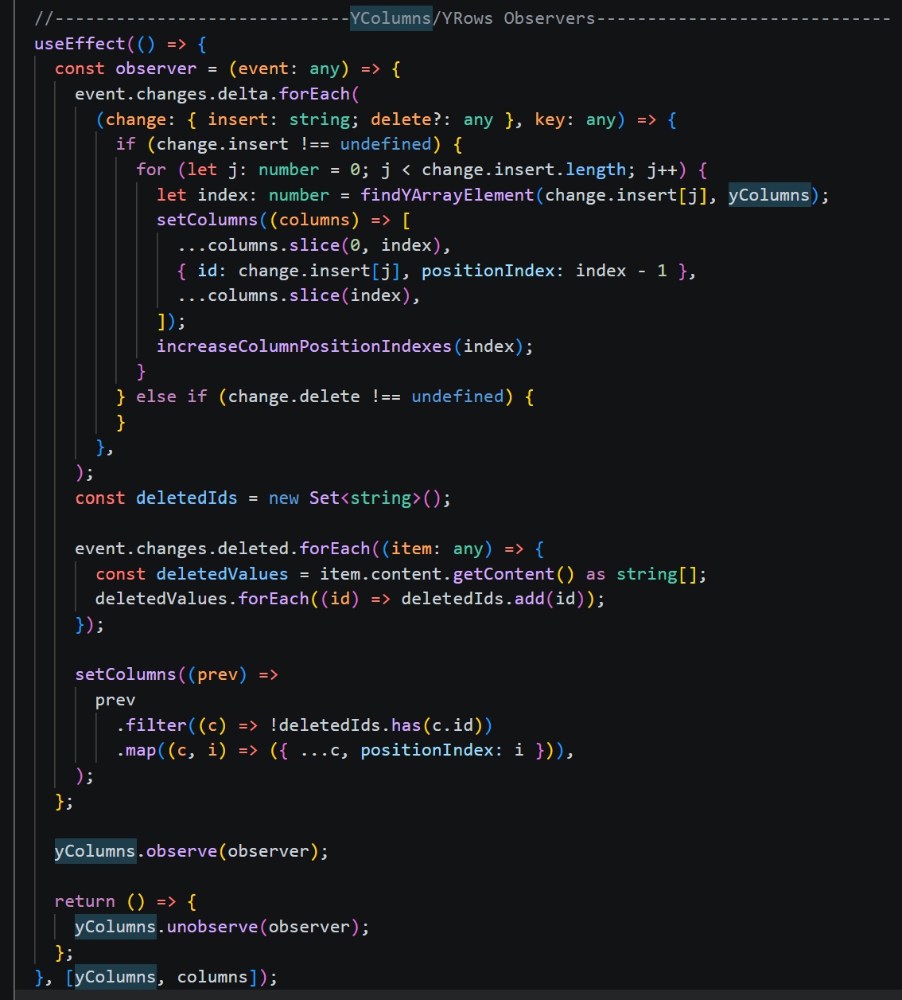 //-----------------------------YColumns/YRows Observers-----------------------------
useEffect(() => {
  const observer = (event: any) => {
    event.changes.delta.forEach(
      (change: { insert: string; delete?: any }, key: any) => {
        if (change.insert !== undefined) {
          for (let j: number = 0; j < change.insert.length; j++) {
            let index: number = findYArrayElement(change.insert[j], yColumns);
            setColumns((columns) => [
              ...columns.slice(0, index),
              { id: change.insert[j], positionIndex: index - 1 },
              ...columns.slice(index),
            ]);
            increaseColumnPositionIndexes(index);
          }
        } else if (change.delete !== undefined) {
        }
      },
    );
    const deletedIds = new Set<string>();

    event.changes.deleted.forEach((item: any) => {
      const deletedValues = item.content.getContent() as string[];
      deletedValues.forEach((id) => deletedIds.add(id));
    });

    setColumns((prev) =>
      prev
        .filter((c) => !deletedIds.has(c.id))
        .map((c, i) => ({ ...c, positionIndex: i })),
    );
  };

  yColumns.observe(observer);

  return () => {
    yColumns.unobserve(observer);
  };
}, [yColumns, columns]);